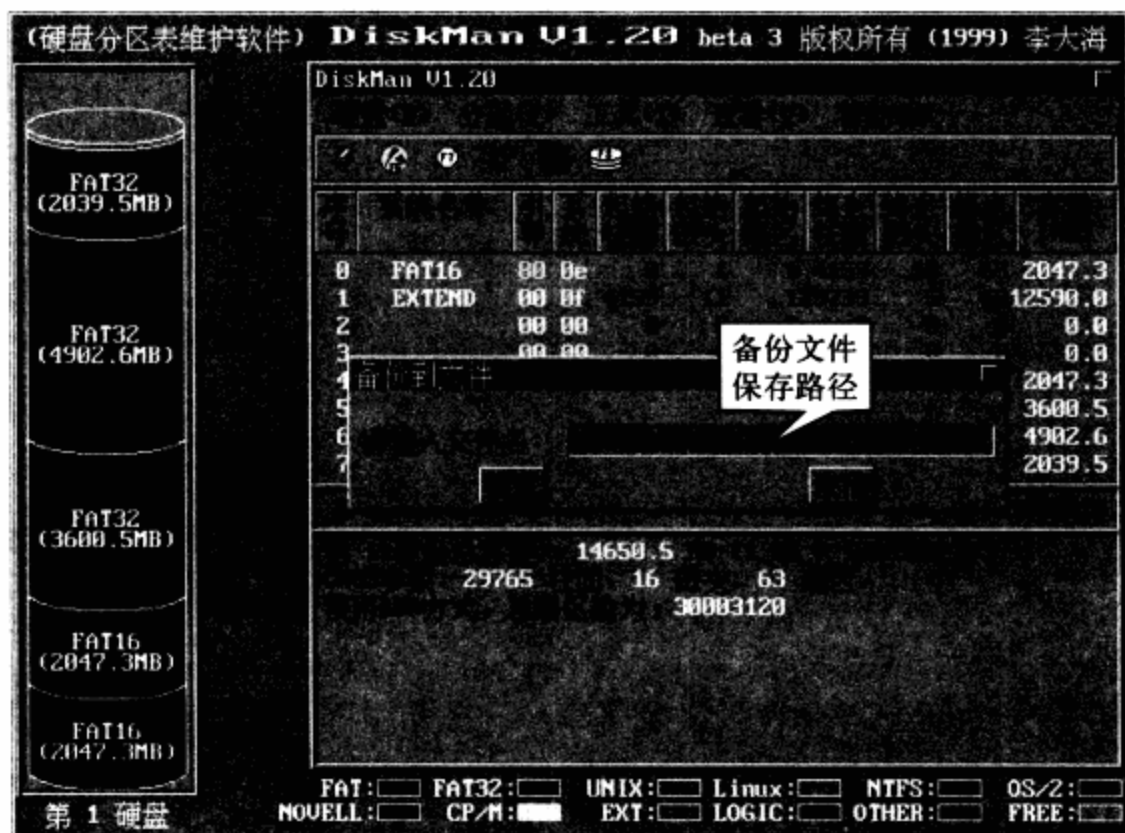 (硬盘分区表维护软件) DiskMan V1.20 beta 3 版权所有 (1999) 李大海
DiskMan V1.20
FAT32
(2039.5MB)
FAT32
(4902.6MB)
FAT32
(3600.5MB)
FAT16
(2047.3MB)
FAT16
(2047.3MB)
第 1 硬盘
0 FAT16 80 0e 2047.3
1 EXTEND 00 0f 12590.0
2 00 00 0.0
3 00 00 0.0
4 2047.3
5 3600.5
6 4902.6
7 2039.5
备份文件
保存路径
14650.5
29765 16 63
30003120
FAT: FAT32: UNIX: Linux: NTFS: OS/2:
NOVELL: CP/M: EXT: LOGIC: OTHER: FREE: